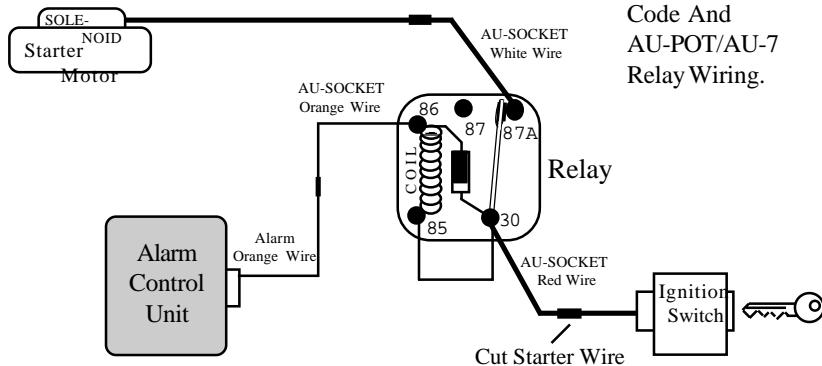 SOLE-
NOID
Starter
Motor
AU-SOCKET
White Wire
Code And
AU-POT/AU-7
Relay Wiring.
AU-SOCKET
Orange Wire
86
87
87A
COIL
Relay
85
30
Alarm
Control
Unit
Alarm
Orange Wire
AU-SOCKET
Red Wire
Ignition
Switch
Cut Starter Wire